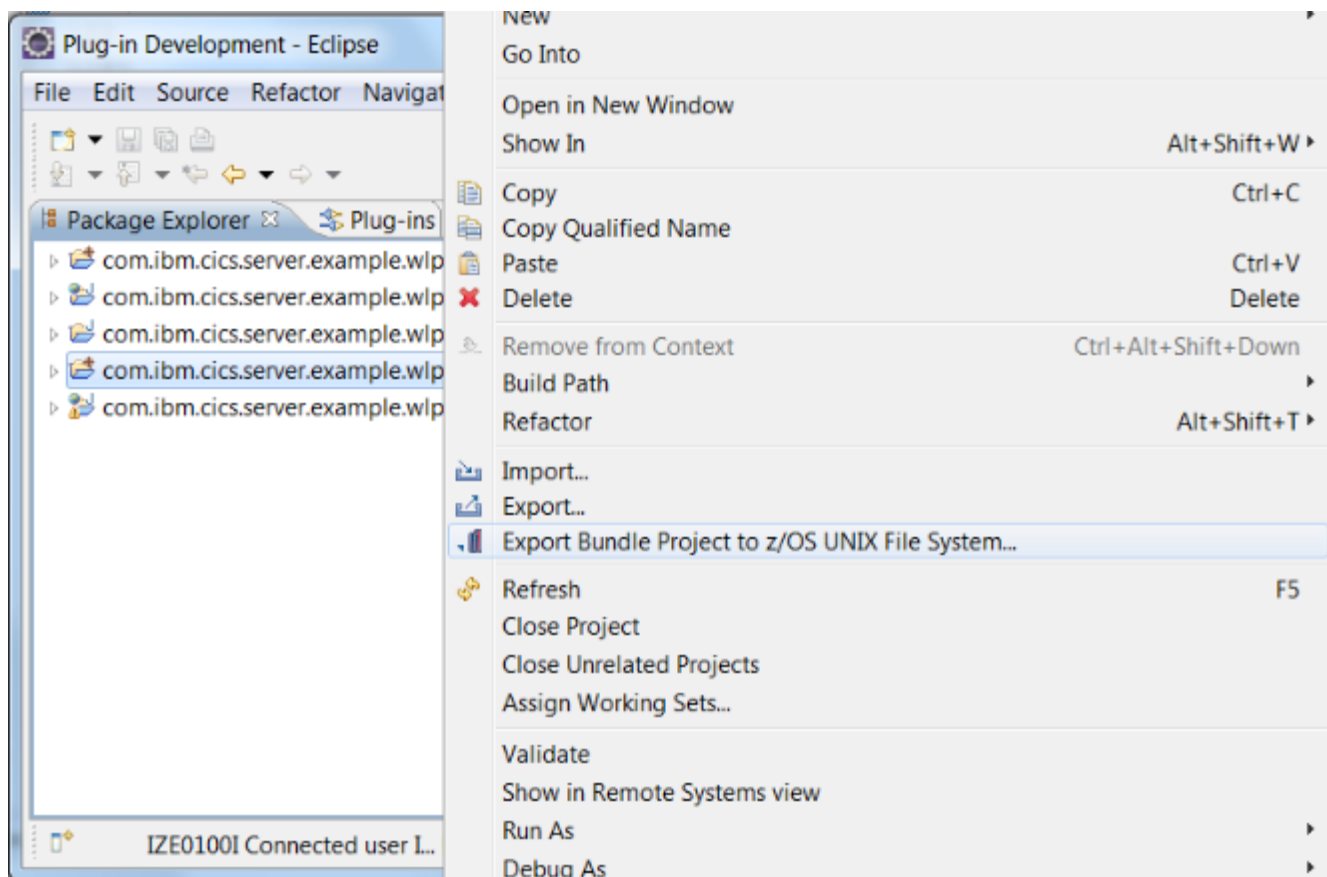 Plug-in Development - Eclipse
File Edit Source Refactor Navigat
Package Explorer Plug-ins
com.ibm.cics.server.example.wlp
com.ibm.cics.server.example.wlp
com.ibm.cics.server.example.wlp
com.ibm.cics.server.example.wlp
com.ibm.cics.server.example.wlp
IZE0100I Connected user I...
New
Go Into
Open in New Window
Show In Alt+Shift+W
Copy Ctrl+C
Copy Qualified Name
Paste Ctrl+V
Delete Delete
Remove from Context Ctrl+Alt+Shift+Down
Build Path
Refactor Alt+Shift+T
Import...
Export...
Export Bundle Project to z/OS UNIX File System...
Refresh F5
Close Project
Close Unrelated Projects
Assign Working Sets...
Validate
Show in Remote Systems view
Run As
Debug As